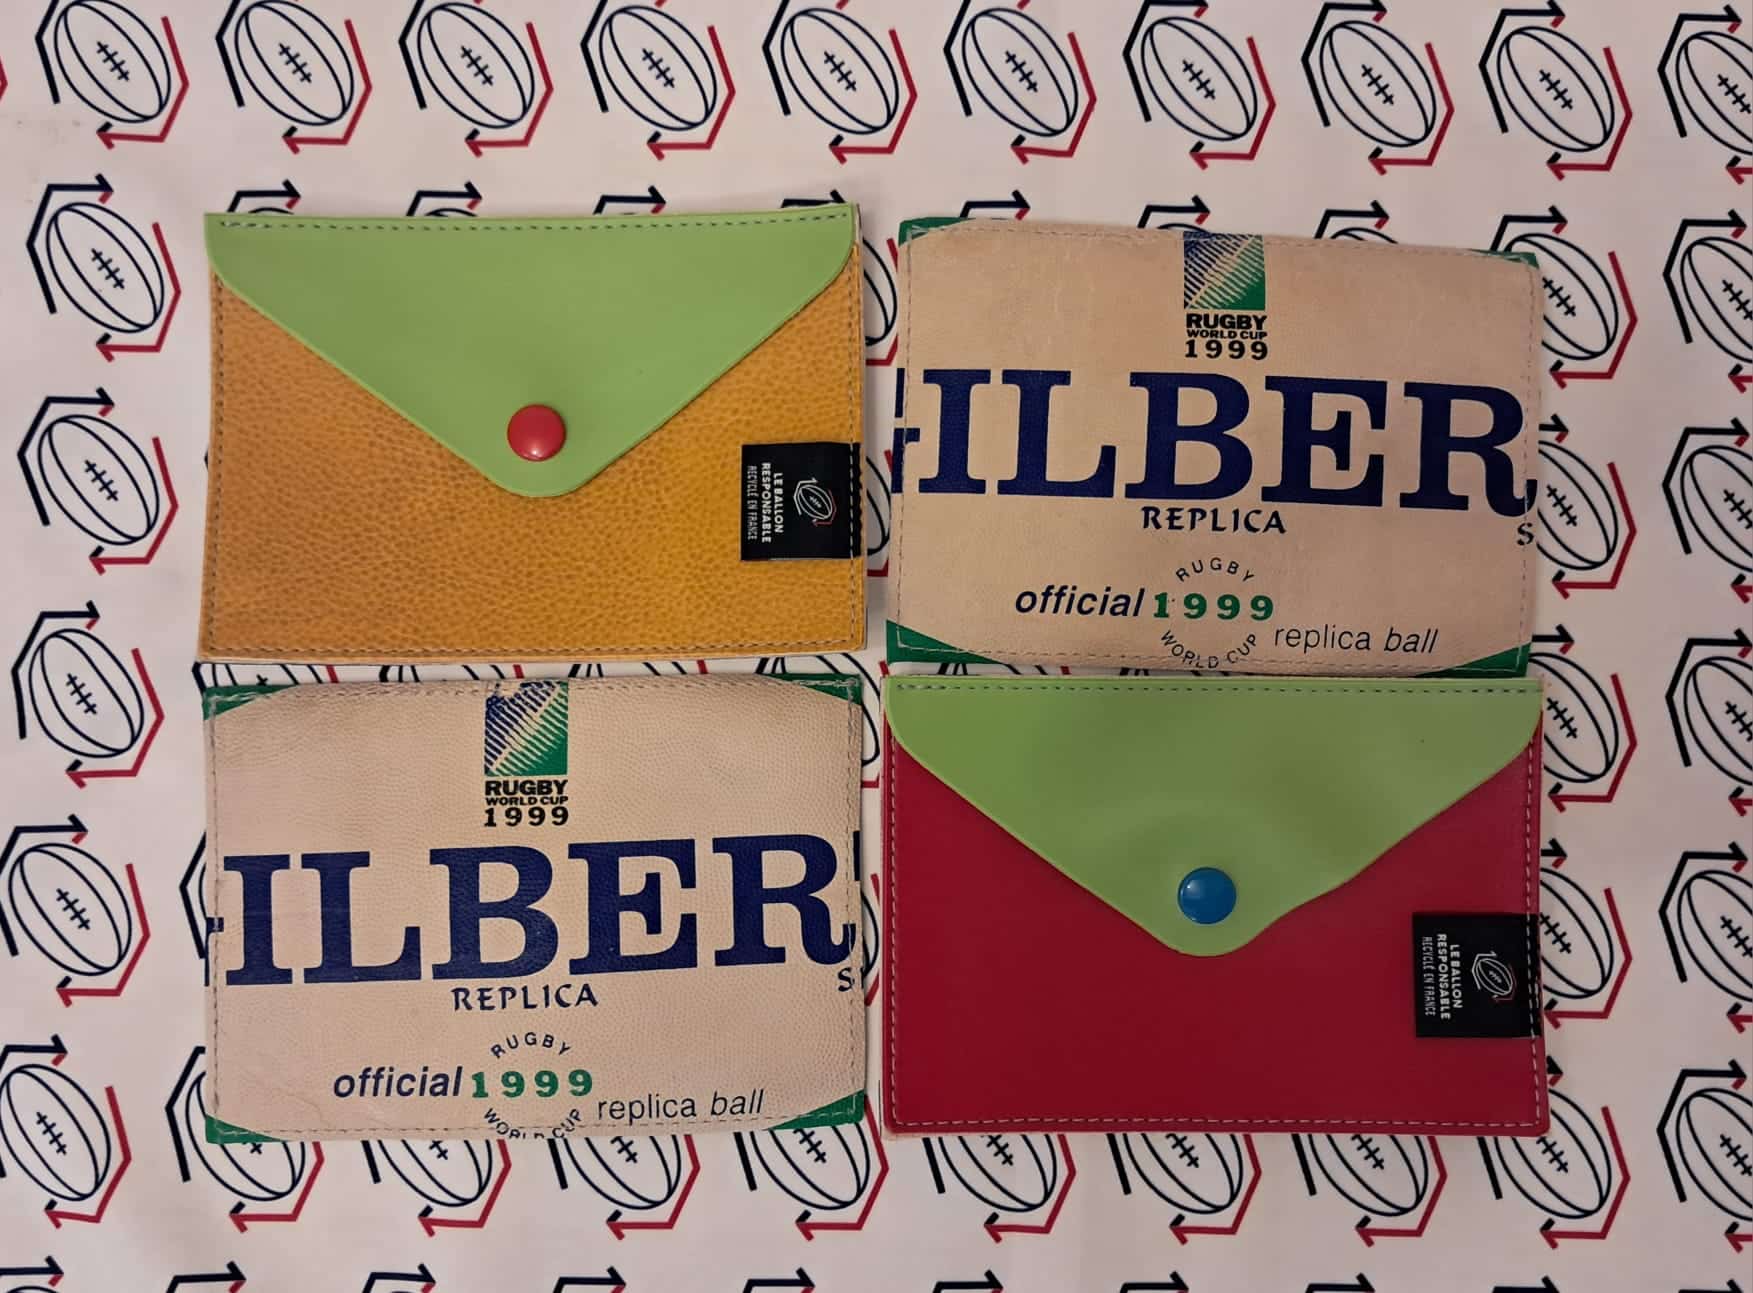 LE BALLON
RESPONSABLE
RECYCLÉ EN FRANCE
RUGBY
WORLD CUP
1999
ILBER
REPLICA
S
RUGBY
official 1999
WORLD CUP
replica ball
RUGBY
WORLD CUP
1999
ILBER
REPLICA
S
RUGBY
official 1999
WORLD CUP
replica ball
LE BALLON
RESPONSABLE
RECYCLÉ EN FRANCE